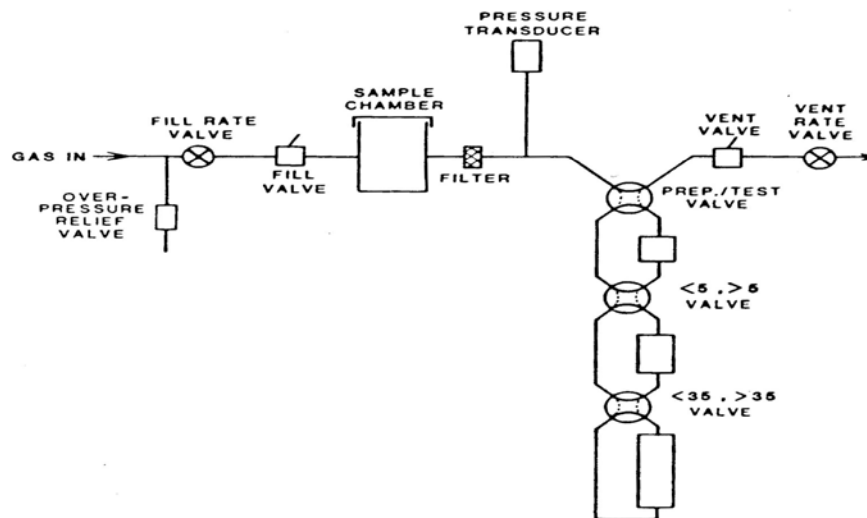 PRESSURE
TRANSDUCER
SAMPLE
CHAMBER
FILL RATE
VALVE
VENT
VALVE
VENT
RATE
VALVE
GAS IN
FILL
VALVE
FILTER
PREP./TEST
VALVE
OVER-
PRESSURE
RELIEF
VALVE
<5 , >5
VALVE
<35 , >35
VALVE